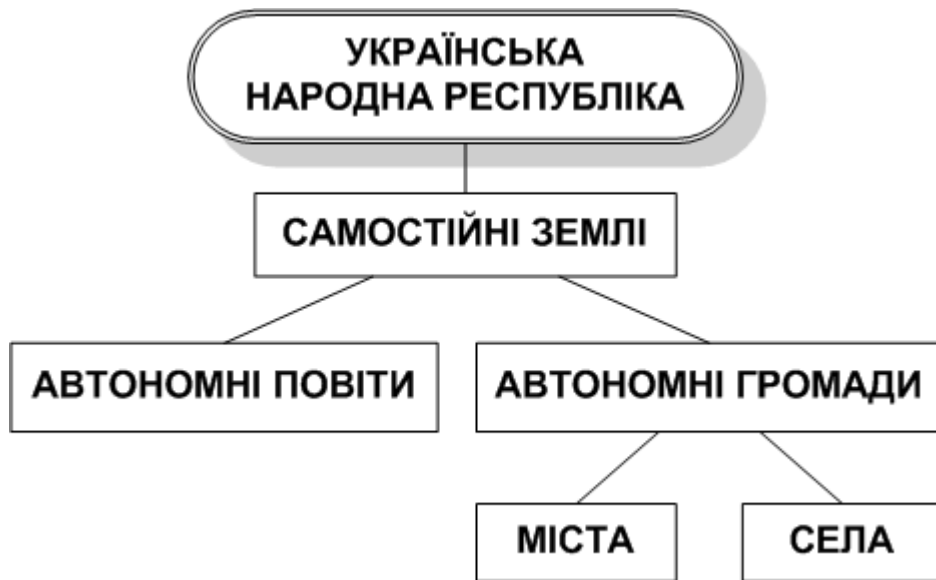 УКРАЇНСЬКА
НАРОДНА РЕСПУБЛІКА
САМОСТІЙНІ ЗЕМЛІ
АВТОНОМНІ ПОВІТИ
АВТОНОМНІ ГРОМАДИ
МІСТА
СЕЛА